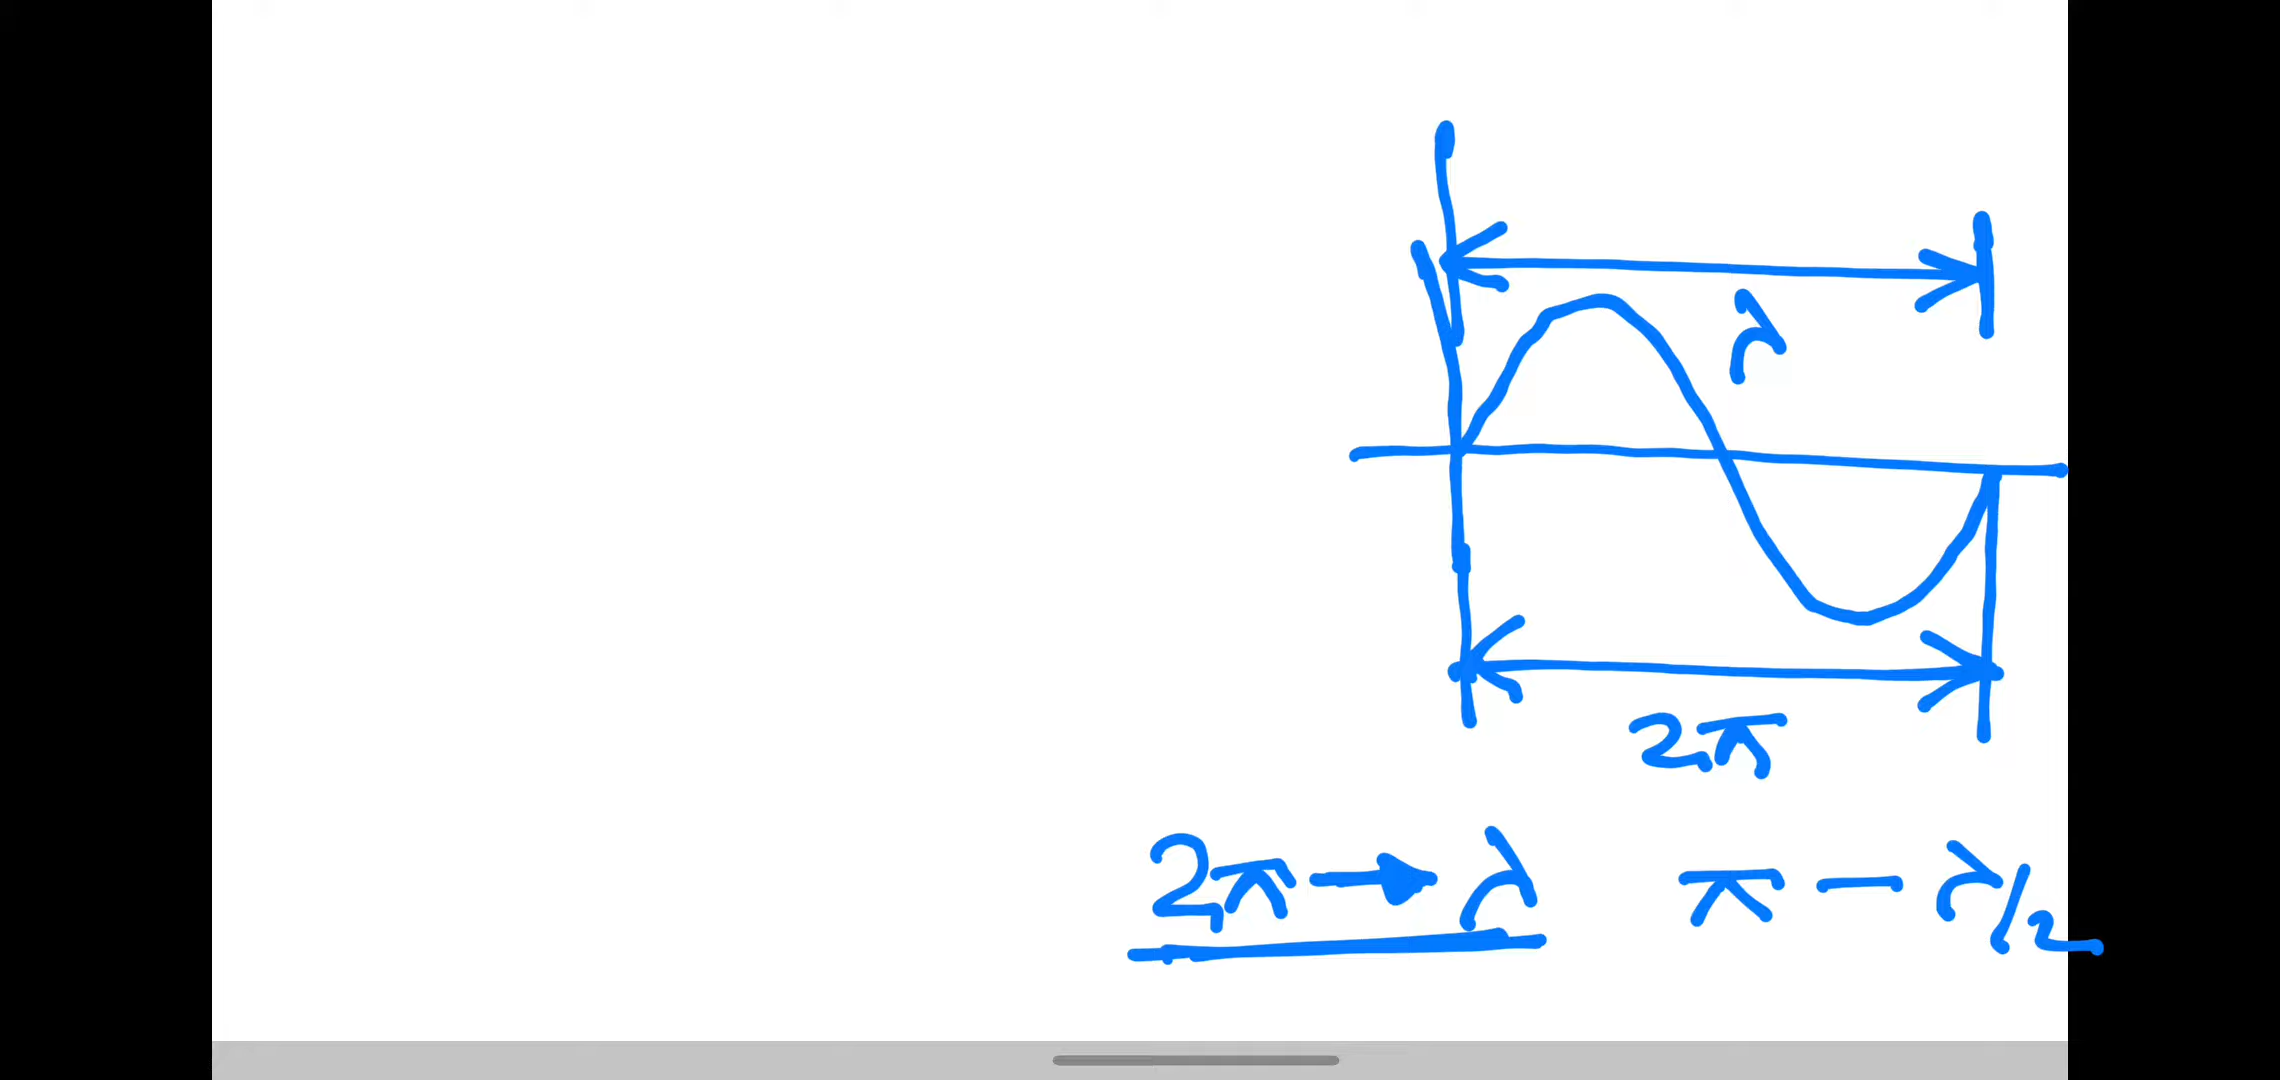 λ
2π
2π → λ π − λ/2